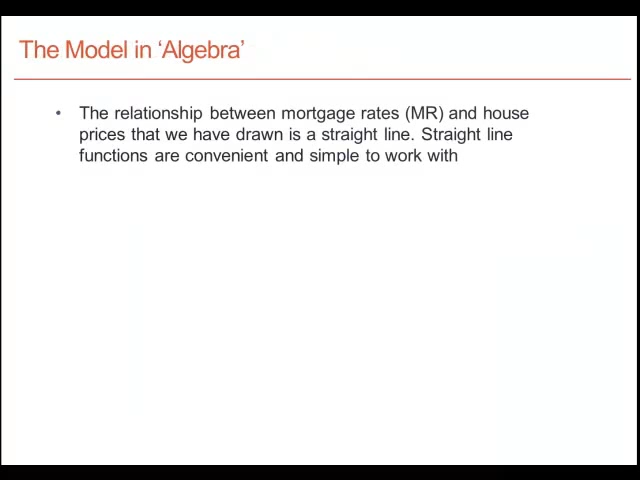 The Model in ‘Algebra’
• The relationship between mortgage rates (MR) and house
prices that we have drawn is a straight line. Straight line
functions are convenient and simple to work with